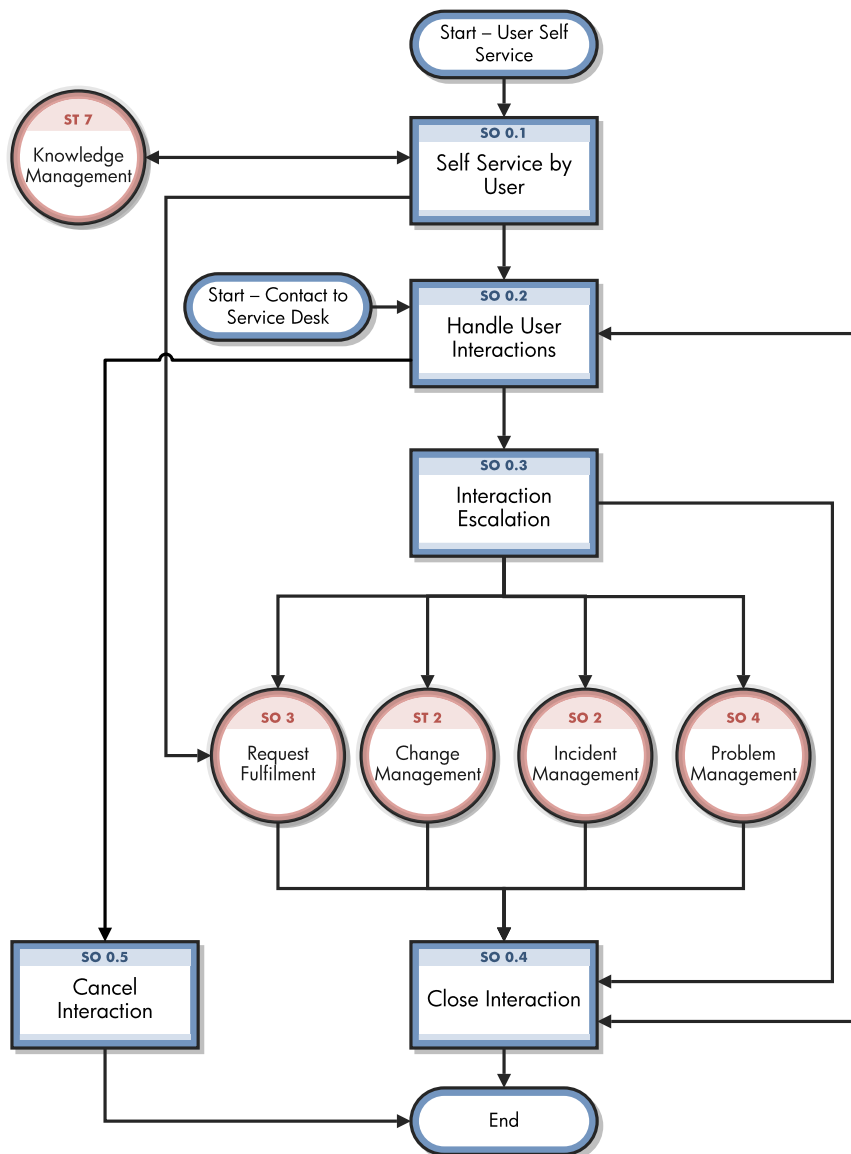 Start – User Self
Service
ST 7
Knowledge
Management
SO 0.1
Self Service by
User
Start – Contact to
Service Desk
SO 0.2
Handle User
Interactions
SO 0.3
Interaction
Escalation
SO 3
Request
Fulfilment
ST 2
Change
Management
SO 2
Incident
Management
SO 4
Problem
Management
SO 0.5
Cancel
Interaction
SO 0.4
Close Interaction
End